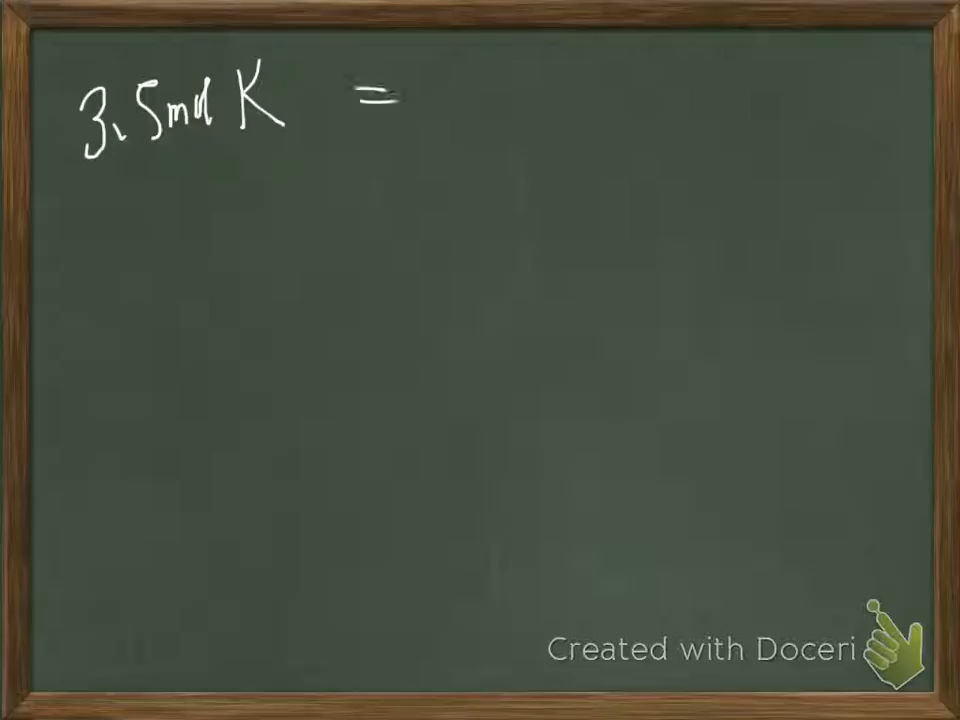 3.5mol K =
Created with Doceri